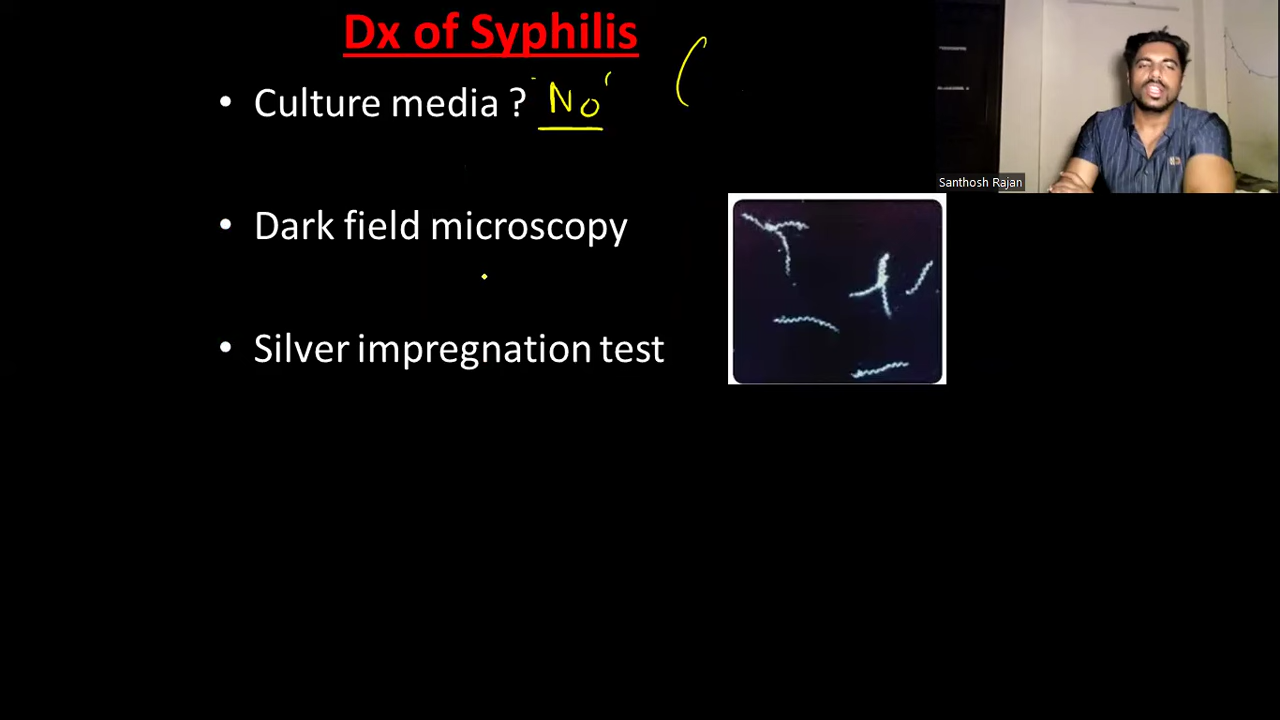 Dx of Syphilis
• Culture media ? No
Santhosh Rajan
• Dark field microscopy
• Silver impregnation test